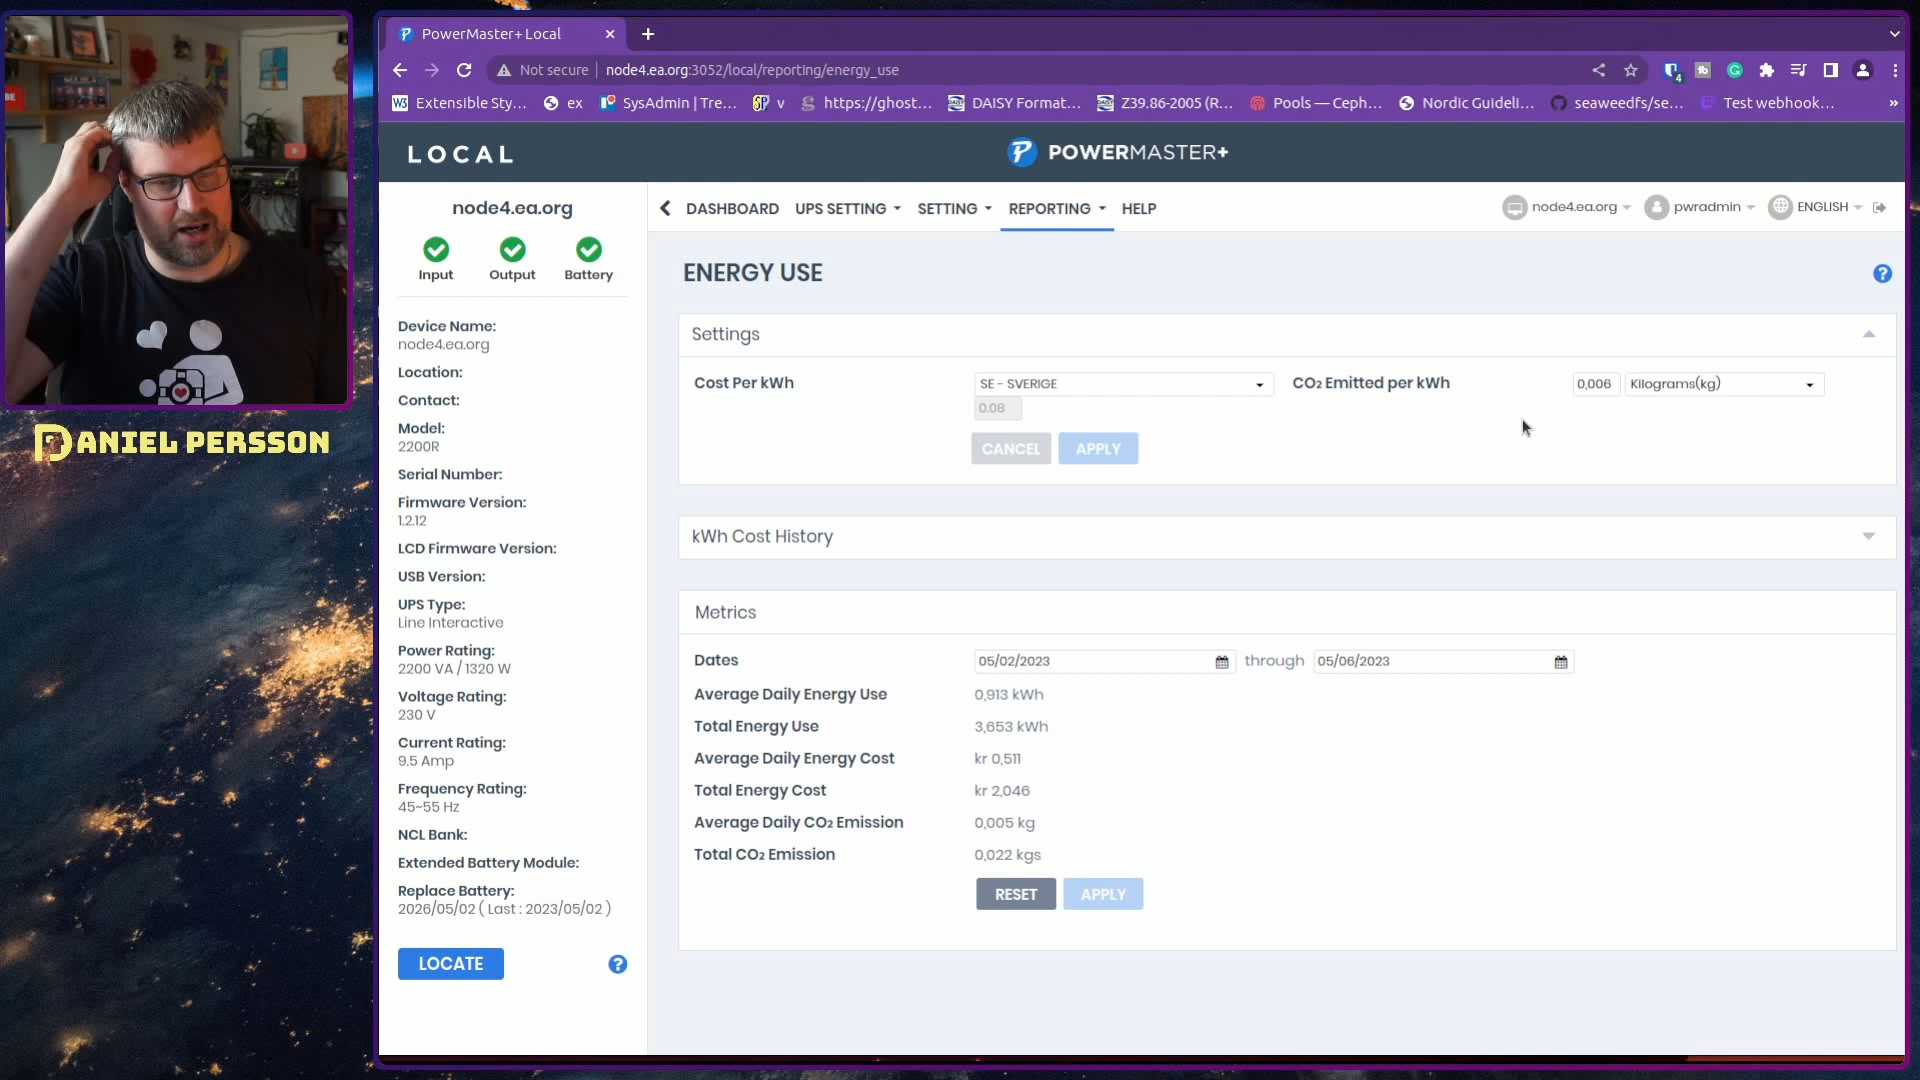 PowerMaster+ Local
Not secure
node4.ea.org:3052/local/reporting/energy_use
Extensible Sty...
ex
SysAdmin | Tre...
v
https://ghost...
DAISY Format...
Z39.86-2005 (R...
Pools — Ceph...
Nordic Guideli...
seaweedfs/se...
Test webhook...
»
LOCAL
POWERMASTER+
node4.ea.org
DASHBOARD
UPS SETTING
SETTING
REPORTING
HELP
node4.ea.org
pwradmin
ENGLISH
Input
Output
Battery
ENERGY USE
Settings
Cost Per kWh
SE - SVERIGE
0.08
CO₂ Emitted per kWh
0,006
Kilograms(kg)
CANCEL
APPLY
kWh Cost History
Metrics
Dates
05/02/2023
through
05/06/2023
Average Daily Energy Use
0,913 kWh
Total Energy Use
3,653 kWh
Average Daily Energy Cost
kr 0,511
Total Energy Cost
kr 2,046
Average Daily CO₂ Emission
0,005 kg
Total CO₂ Emission
0,022 kgs
RESET
APPLY
Device Name:
node4.ea.org
Location:
Contact:
Model:
2200R
Serial Number:
Firmware Version:
1.2.12
LCD Firmware Version:
USB Version:
UPS Type:
Line Interactive
Power Rating:
2200 VA / 1320 W
Voltage Rating:
230 V
Current Rating:
9.5 Amp
Frequency Rating:
45~55 Hz
NCL Bank:
Extended Battery Module:
Replace Battery:
2026/05/02 ( Last : 2023/05/02 )
LOCATE
DANIEL PERSSON